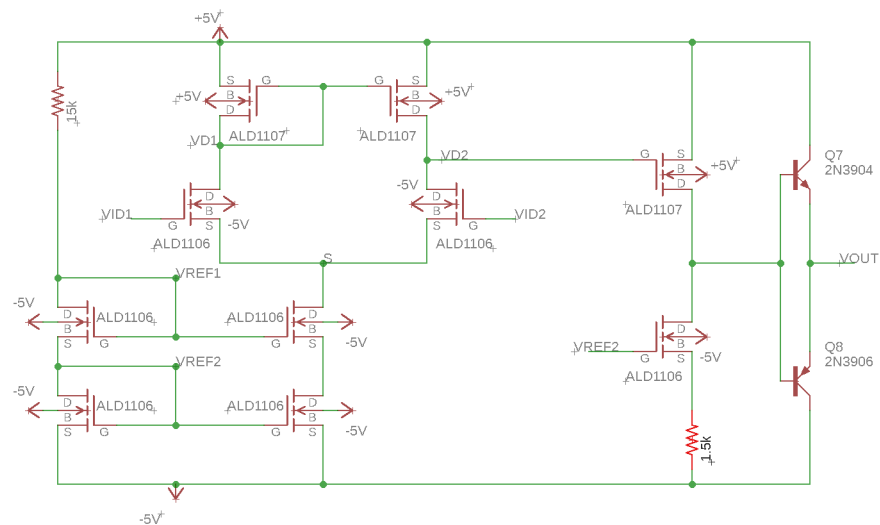 +5V
15k
S
G
B
+5V
D
ALD1107
VD1
G
S
B
+5V
D
ALD1107
VD2
G
S
B
+5V
D
ALD1107
Q7
2N3904
VID1
D
B
-5V
S
G
ALD1106
-5V
D
B
S
G
VID2
ALD1106
S
VOUT
VREF1
-5V
D
B
S
G
ALD1106
ALD1106
D
B
S
G
-5V
VREF2
-5V
D
B
S
G
ALD1106
ALD1106
D
B
S
G
-5V
VREF2
D
B
-5V
S
G
ALD1106
Q8
2N3906
1.5k
-5V